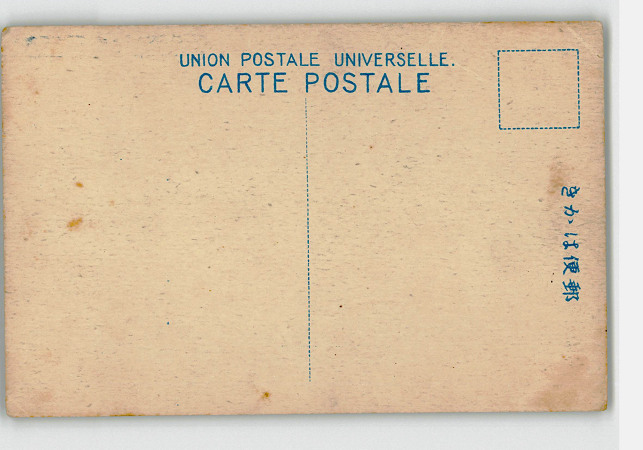 UNION POSTALE UNIVERSELLE.
CARTE POSTALE
きかは便郵